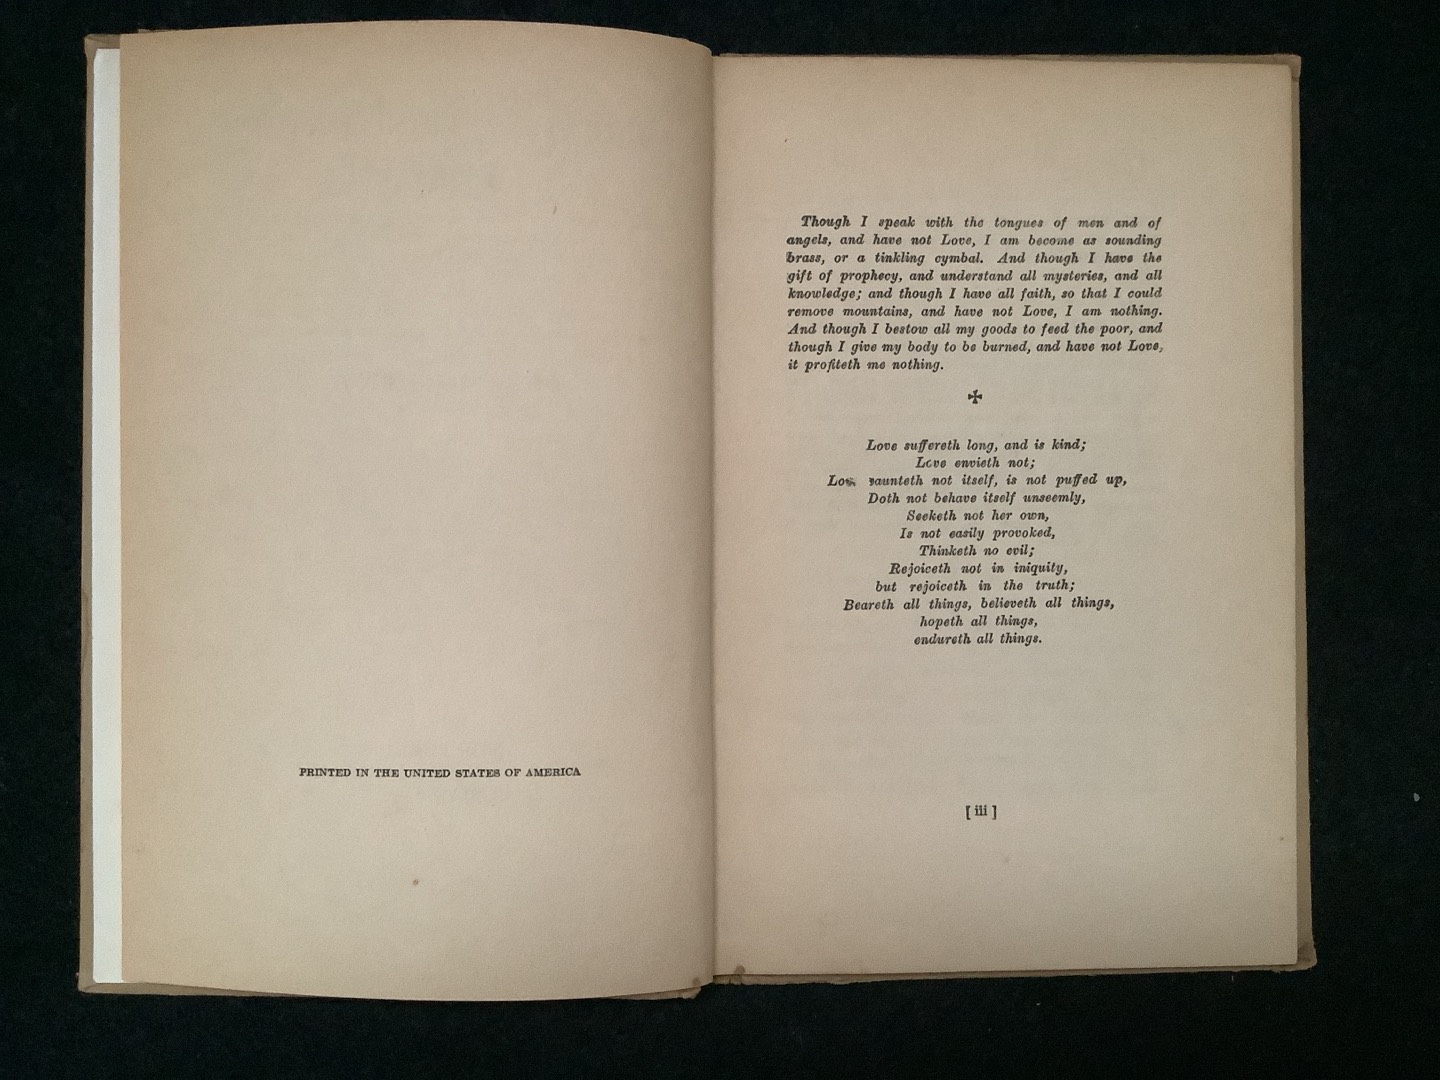 PRINTED IN THE UNITED STATES OF AMERICA
Though I speak with the tongues of men and of
angels, and have not Love, I am become as sounding
brass, or a tinkling cymbal. And though I have the
gift of prophecy, and understand all mysteries, and all
knowledge; and though I have all faith, so that I could
remove mountains, and have not Love, I am nothing.
And though I bestow all my goods to feed the poor, and
though I give my body to be burned, and have not Love,
it profiteth me nothing.
✠
Love suffereth long, and is kind;
Love envieth not;
Love vaunteth not itself, is not puffed up,
Doth not behave itself unseemly,
Seeketh not her own,
Is not easily provoked,
Thinketh no evil;
Rejoiceth not in iniquity,
but rejoiceth in the truth;
Beareth all things, believeth all things,
hopeth all things,
endureth all things.
[ iii ]